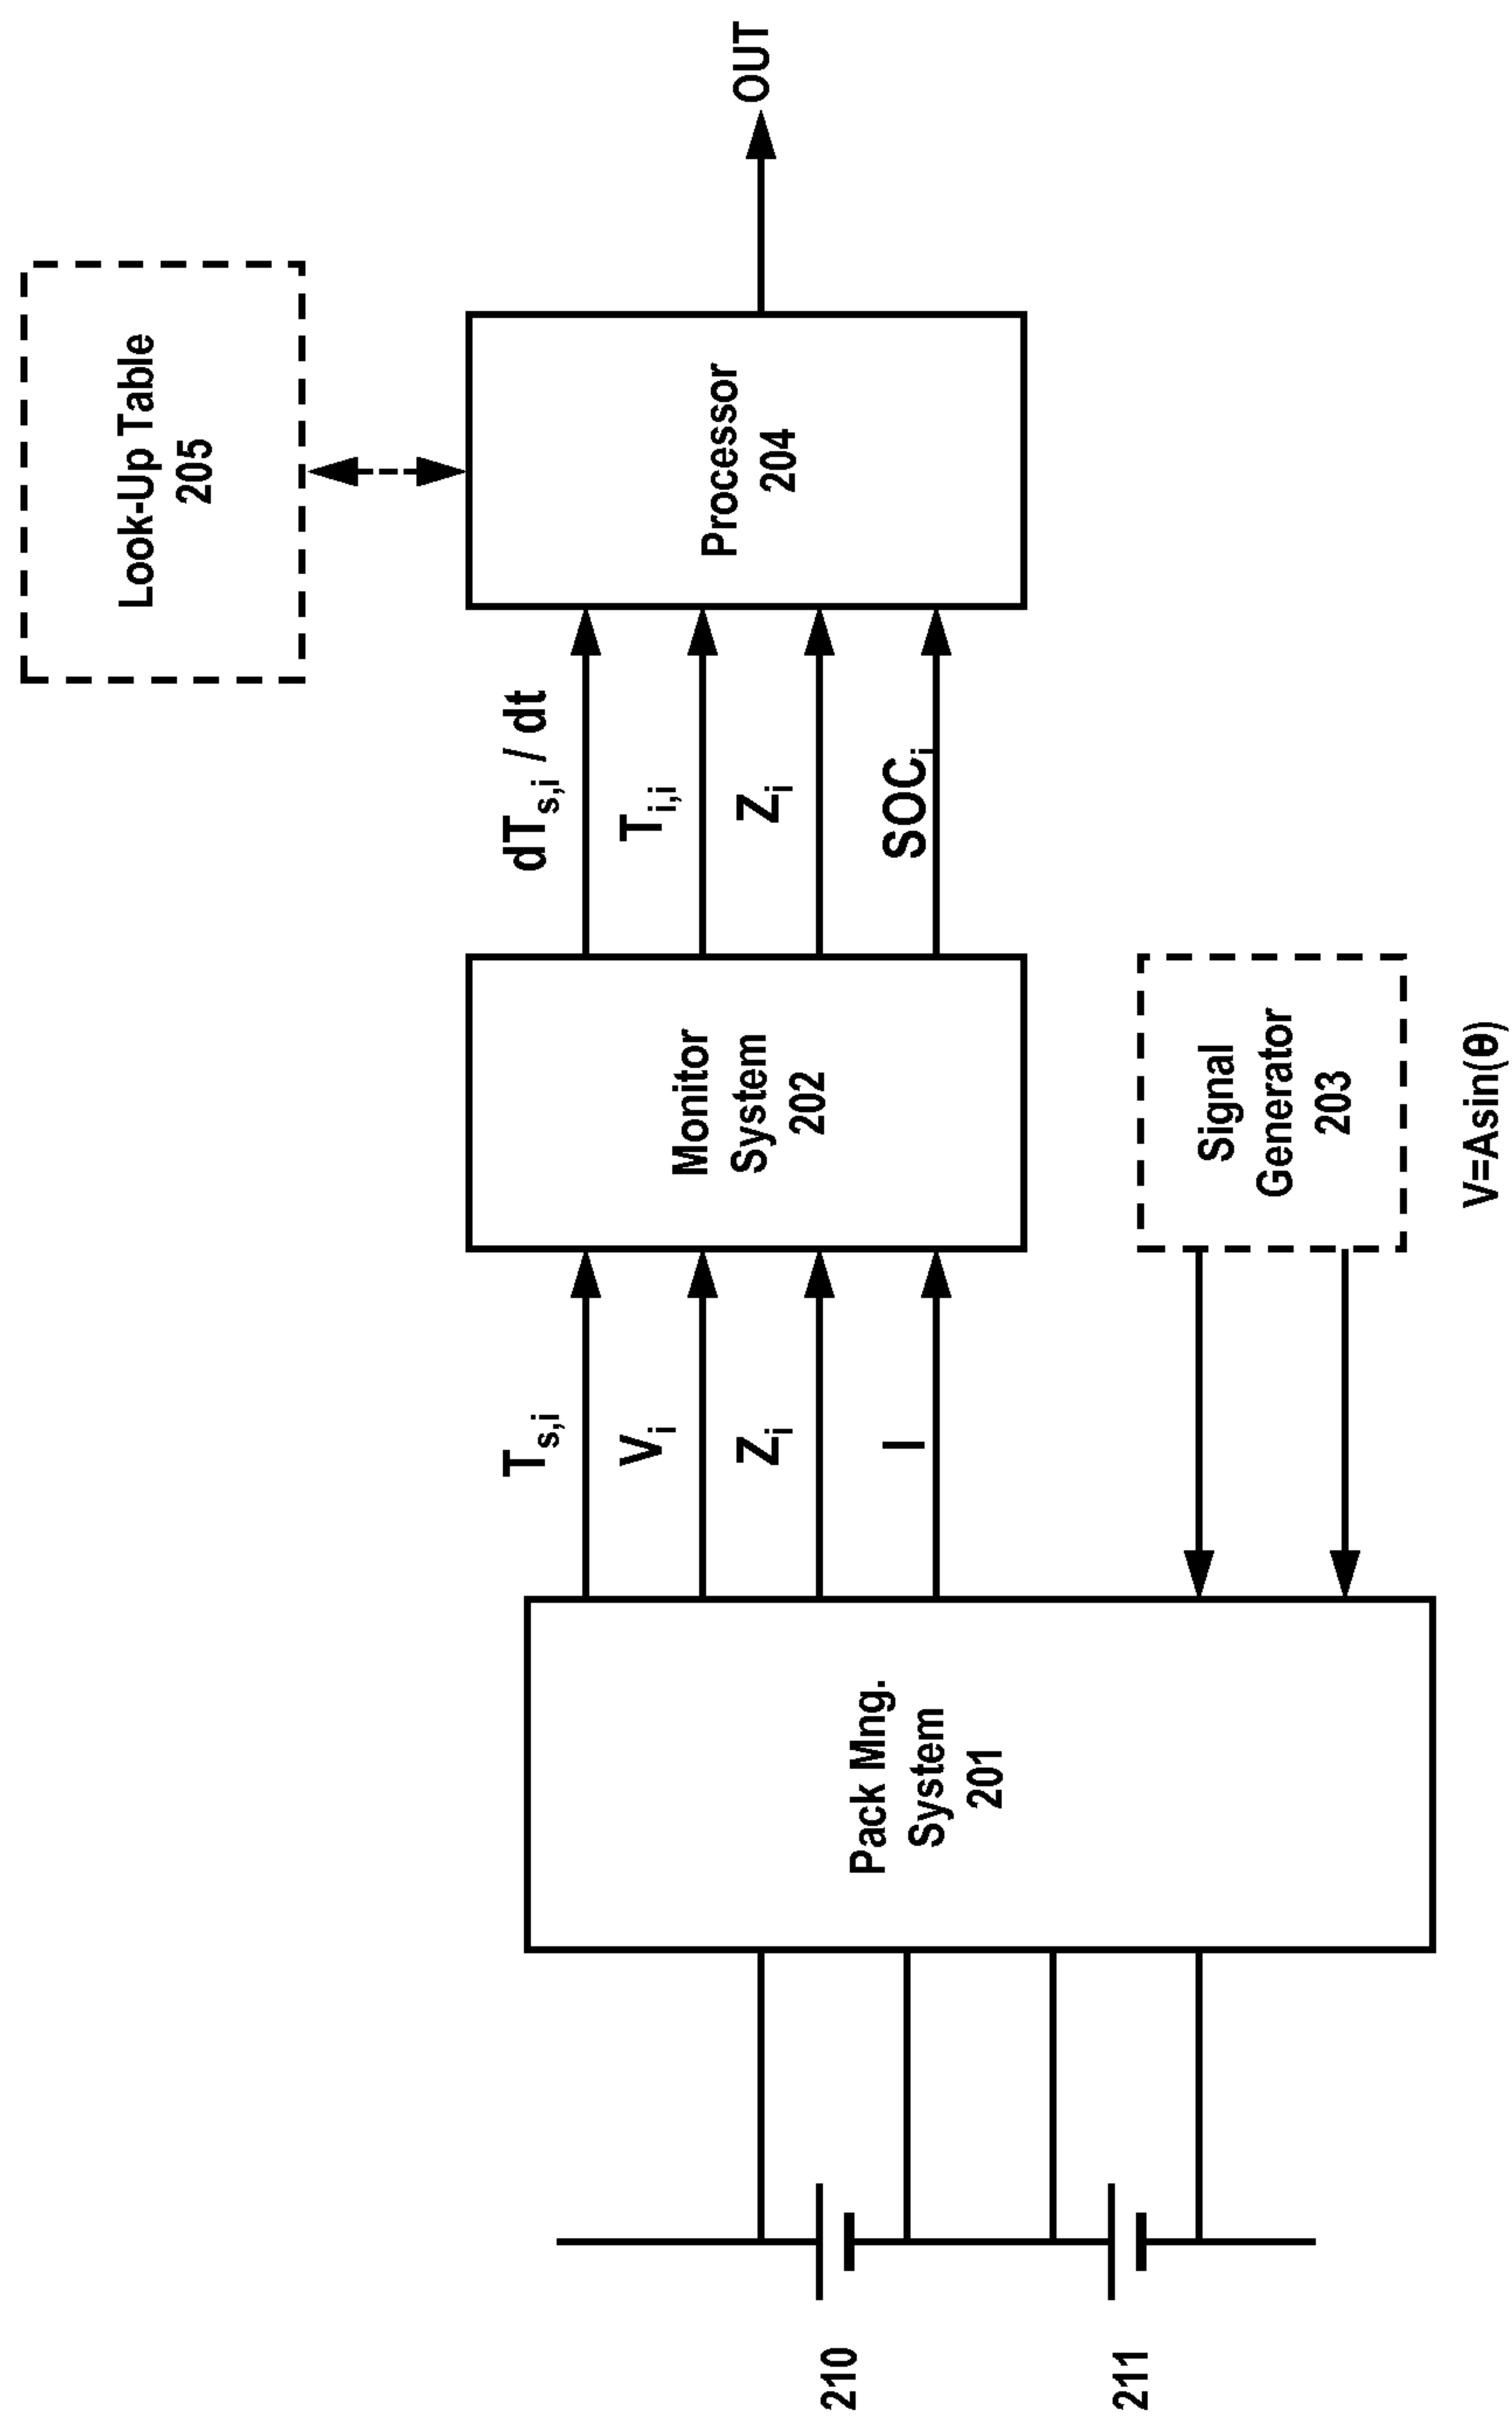 Look-Up Table
205
OUT
Processor
204
dTs,i / dt
Ti,i
Zi
SOCi
Monitor
System
202
Signal
Generator
203
V=Asin(θ)
Ts,i
Vi
Zi
I
Pack Mng.
System
201
210
211